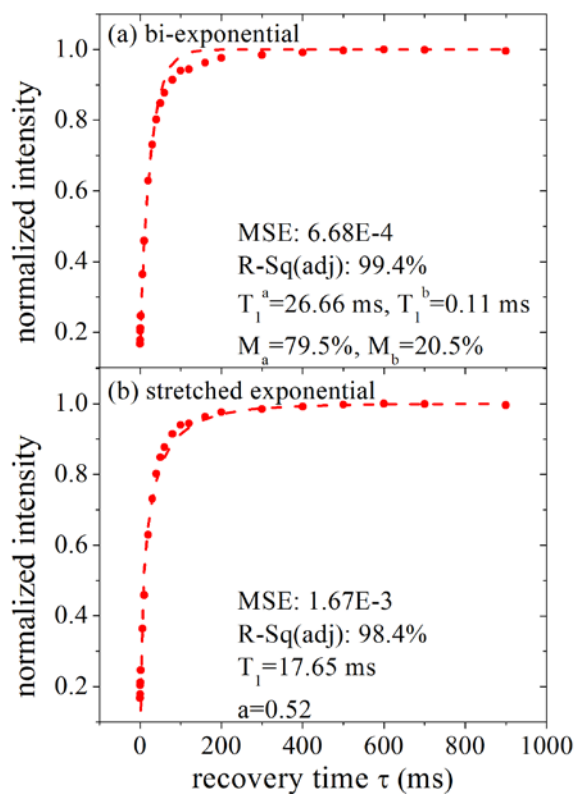 (a) bi-exponential
1.0
0.8
0.6
0.4
0.2
normalized intensity
MSE: 6.68E-4
R-Sq(adj): 99.4%
T₁ᵃ=26.66 ms, T₁ᵇ=0.11 ms
Mₐ=79.5%, M_b=20.5%
(b) stretched exponential
1.0
0.8
0.6
0.4
0.2
normalized intensity
MSE: 1.67E-3
R-Sq(adj): 98.4%
T₁=17.65 ms
a=0.52
0 200 400 600 800 1000
recovery time τ (ms)